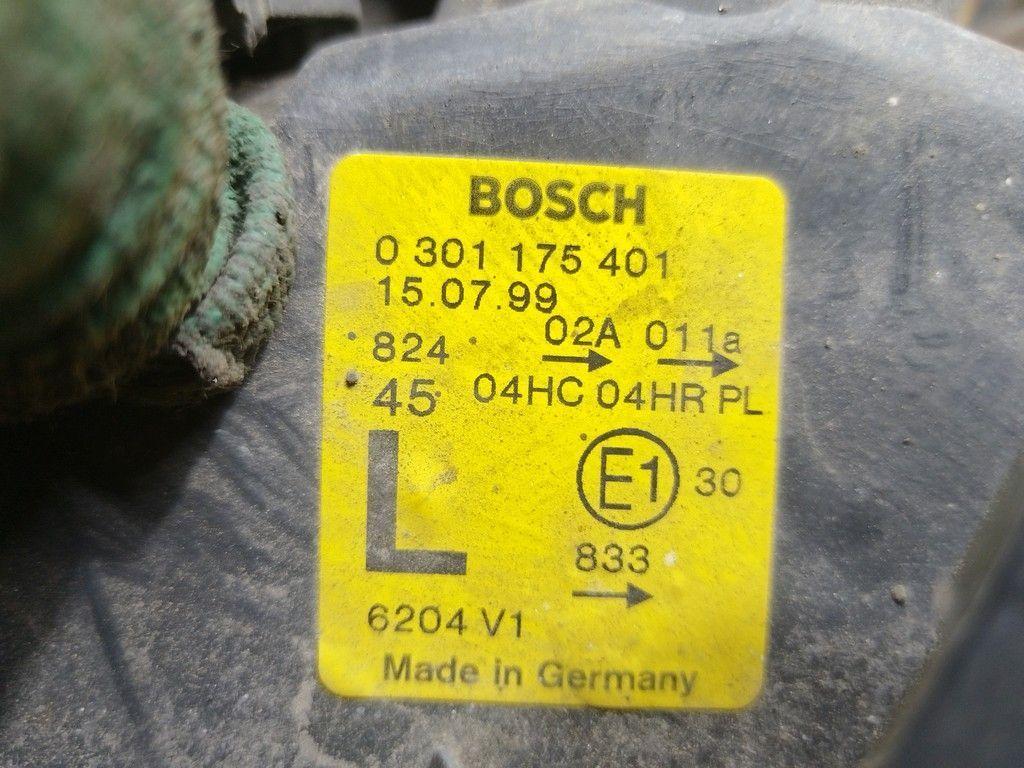 BOSCH
0 301 175 401
15.07.99
02A 011a
824
45 04HC 04HR PL
L
E1 30
833
6204 V1
Made in Germany